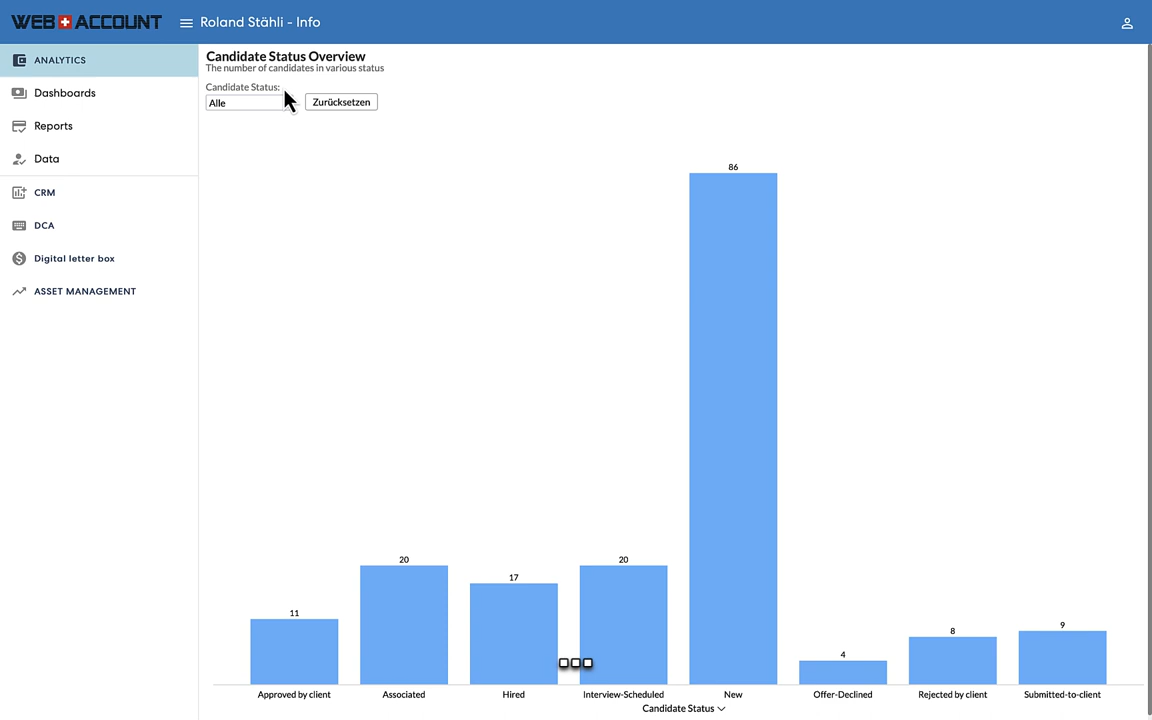 WEB ACCOUNT
Roland Stähli - Info
ANALYTICS
Dashboards
Reports
Data
CRM
DCA
Digital letter box
ASSET MANAGEMENT
Candidate Status Overview
The number of candidates in various status
Candidate Status:
Alle
Zurücksetzen
86
20
20
17
11
9
8
4
Approved by client
Associated
Hired
Interview-Scheduled
New
Offer-Declined
Rejected by client
Submitted-to-client
Candidate Status